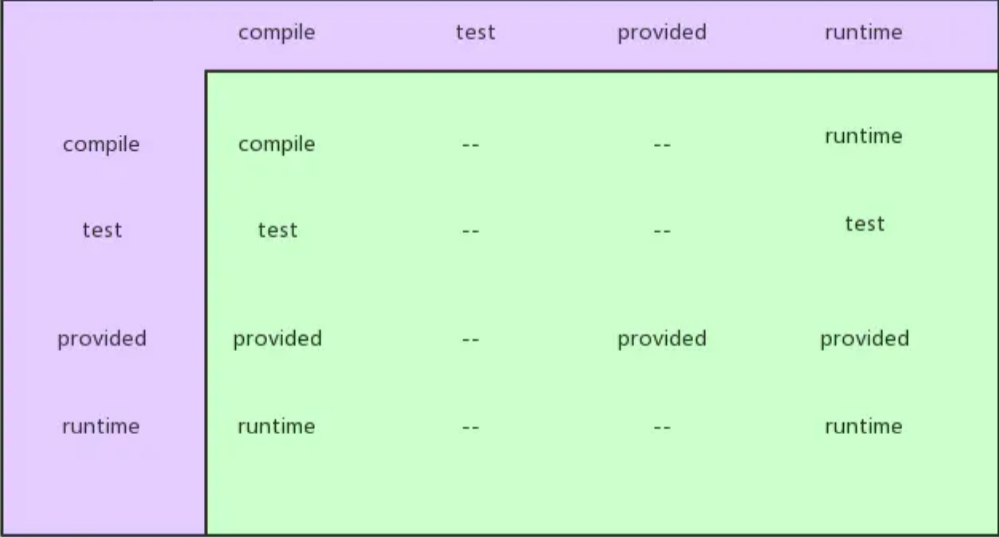 compile test provided runtime
compile compile -- -- runtime
test test -- -- test
provided provided -- provided provided
runtime runtime -- -- runtime